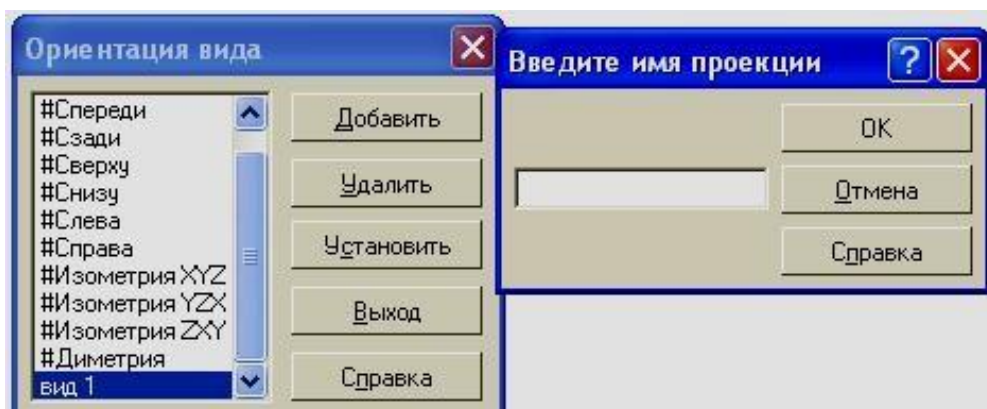 Ориентация вида
#Спереди
#Сзади
#Сверху
#Снизу
#Слева
#Справа
#Изометрия XYZ
#Изометрия YZX
#Изометрия ZXY
#Диметрия
вид 1
Добавить
Удалить
Установить
Выход
Справка
Введите имя проекции
OK
Отмена
Справка